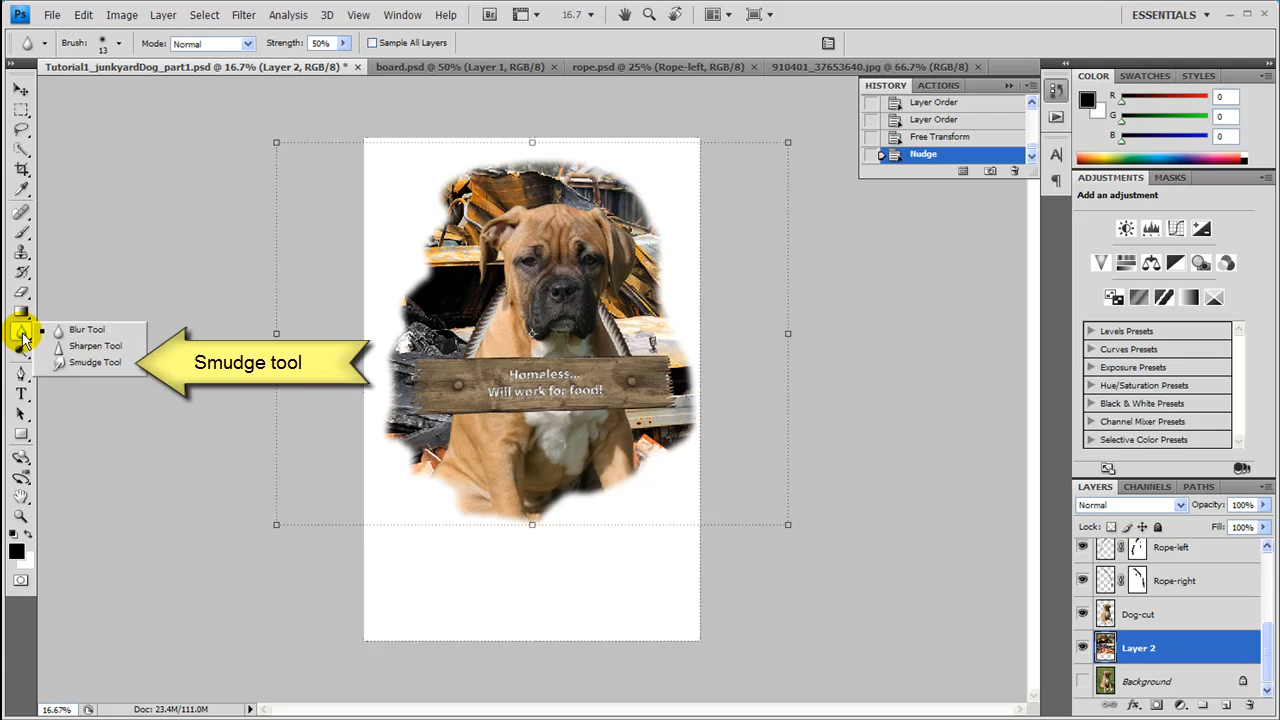 Ps File Edit Image Layer Select Filter Analysis 3D View Window Help Br 16.7 ESSENTIALS
Brush: 13 Mode: Normal Strength: 50% Sample All Layers
Tutorial1_junkyardDog_part1.psd @ 16.7% (Layer 2, RGB/8) * board.psd @ 50% (Layer 1, RGB/8) rope.psd @ 25% (Rope-left, RGB/8) 910401_37653640.jpg @ 66.7% (RGB/8)
HISTORY ACTIONS
Layer Order
Layer Order
Free Transform
Nudge
COLOR SWATCHES STYLES
R 0
G 0
B 0
ADJUSTMENTS MASKS
Add an adjustment
Levels Presets
Curves Presets
Exposure Presets
Hue/Saturation Presets
Black & White Presets
Channel Mixer Presets
Selective Color Presets
Blur Tool
Sharpen Tool
Smudge Tool
Smudge tool
Homeless...
Will work for food!
LAYERS CHANNELS PATHS
Normal Opacity: 100%
Lock: Fill: 100%
Rope-left
Rope-right
Dog-cut
Layer 2
Background
16.67% Doc: 23.4M/111.0M